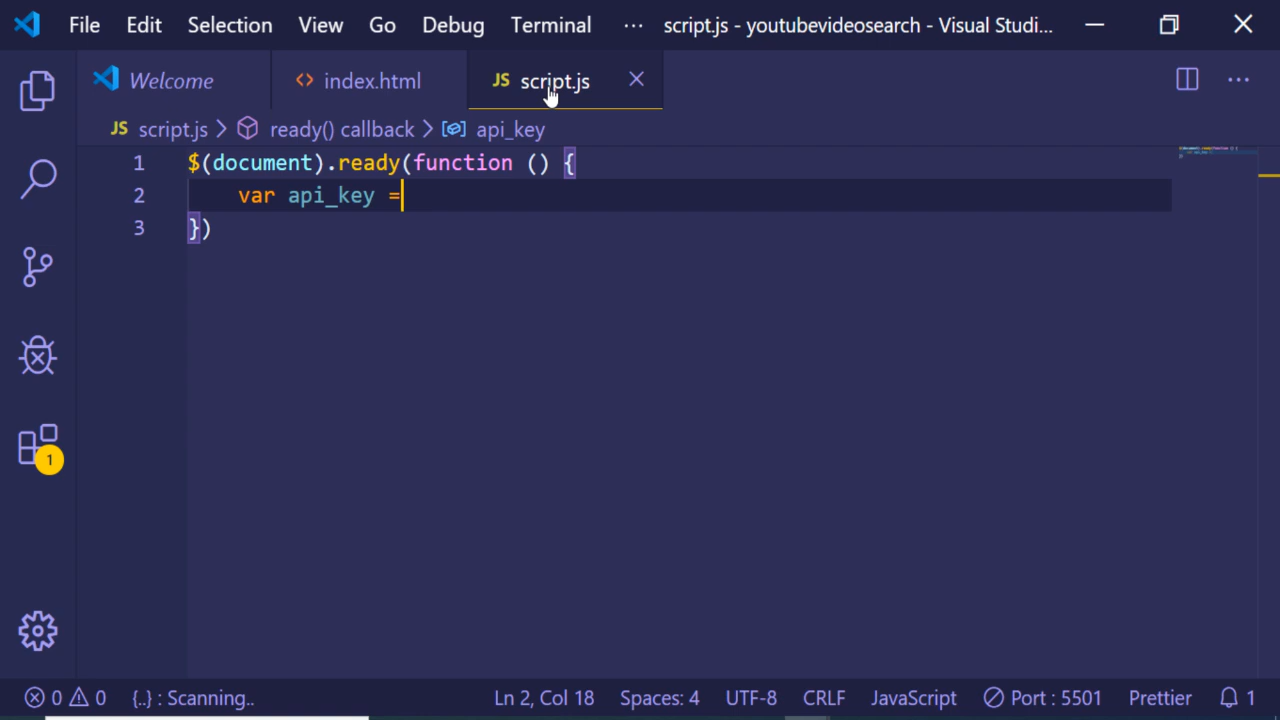 File Edit Selection View Go Debug Terminal ··· script.js - youtubevideosearch - Visual Studi...
Welcome <> index.html JS script.js
JS script.js > ready() callback > api_key
1 $(document).ready(function () {
2 var api_key =
3 })
1
0 0 {..} : Scanning.. Ln 2, Col 18 Spaces: 4 UTF-8 CRLF JavaScript Port : 5501 Prettier 1